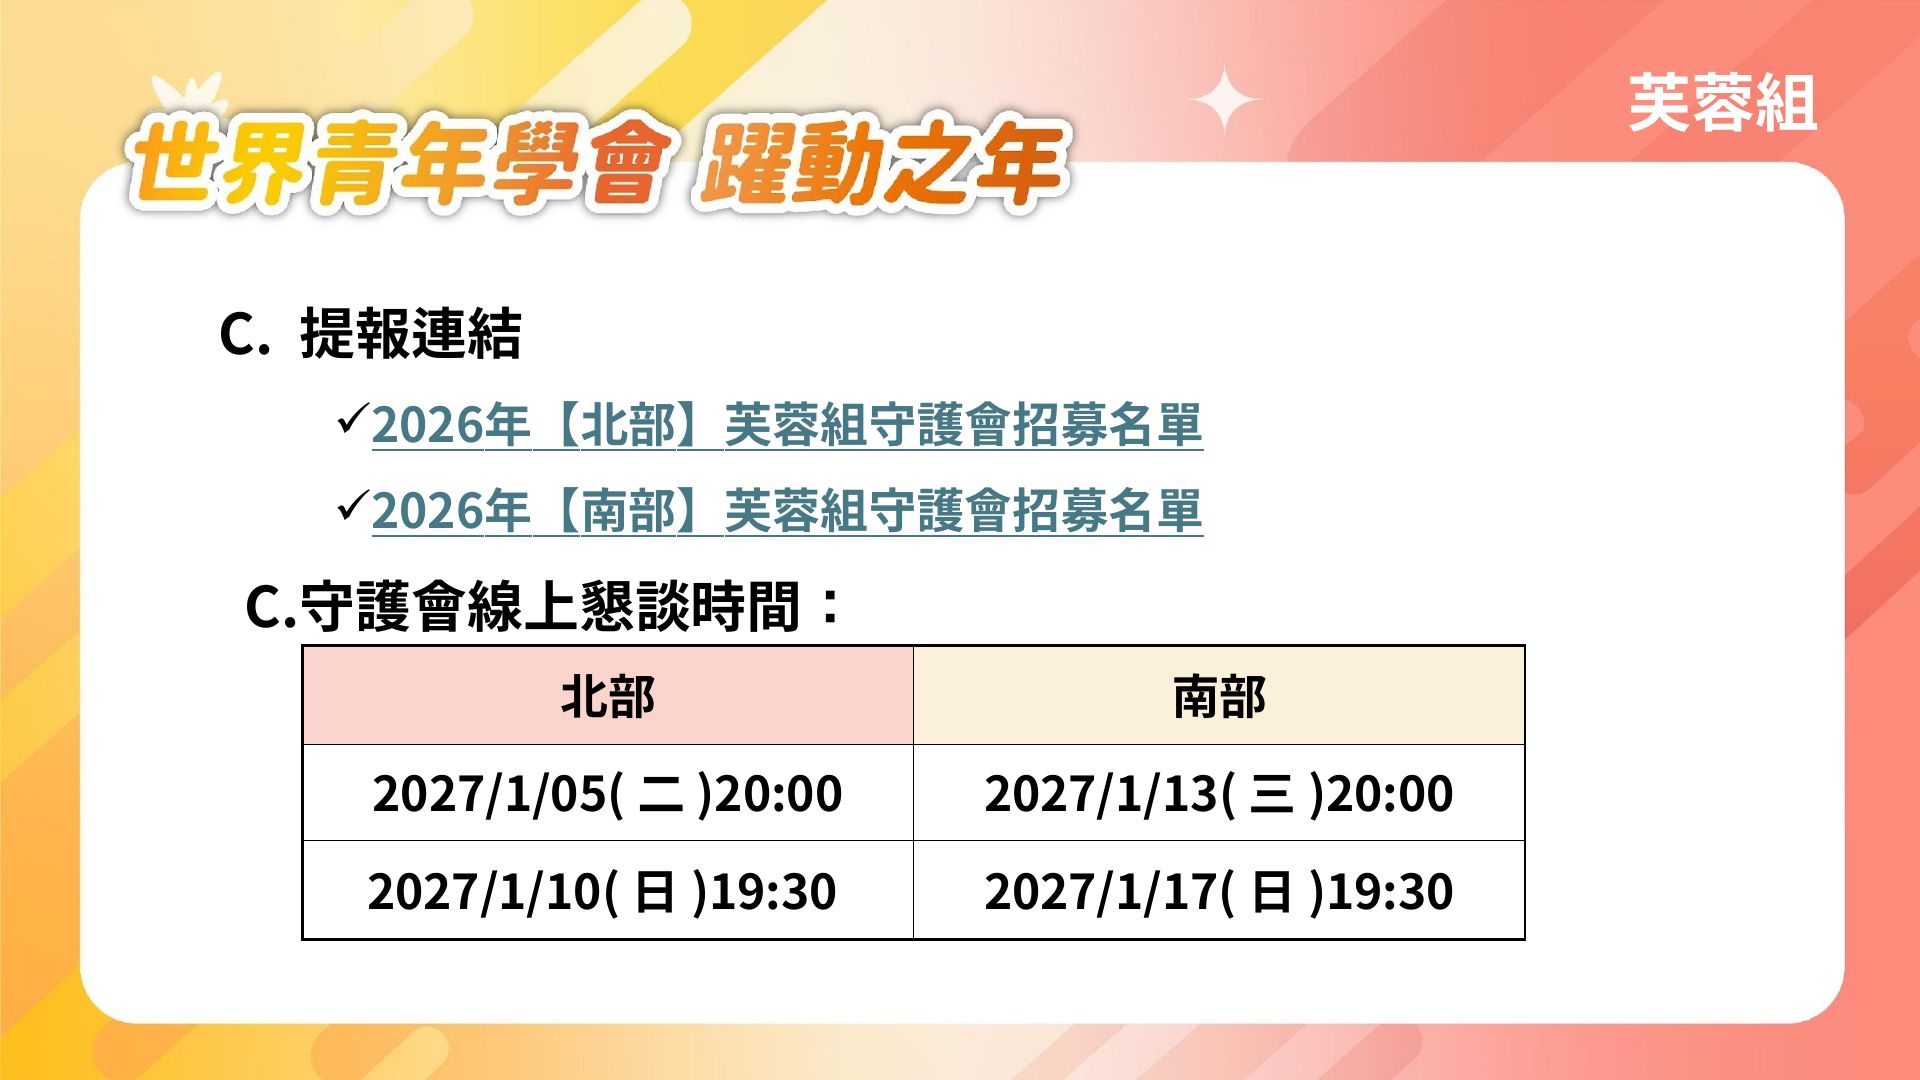 芙蓉組
世界青年學會 躍動之年
C. 提報連結
✓2026年【北部】芙蓉組守護會招募名單
✓2026年【南部】芙蓉組守護會招募名單
C.守護會線上懇談時間：
北部 南部
2027/1/05( 二 )20:00 2027/1/13( 三 )20:00
2027/1/10( 日 )19:30 2027/1/17( 日 )19:30